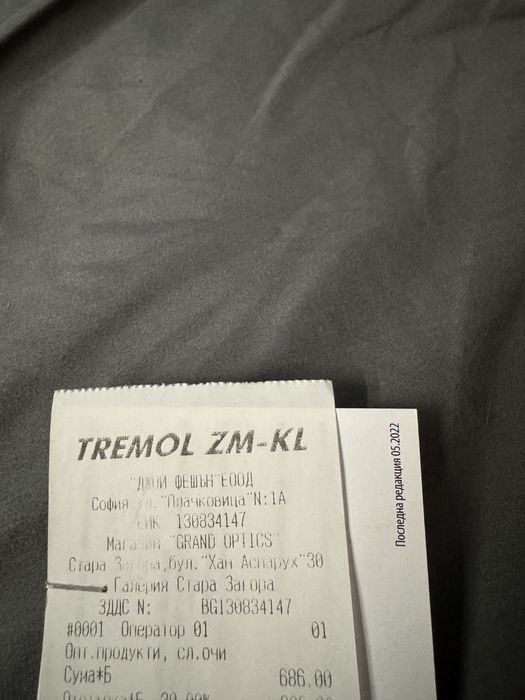 TREMOL ZM-KL
"ДЖОЙ ФЕШЪН"ЕООД
София ул."Плачковица"N:1A
ЕИК 130834147
Магазин "GRAND OPTICS"
Стара Загора,бул."Хан Аспарух"30
Галерия Стара Загора
ЗДДС N: BG130834147
#0001 Оператор 01 01
Опт.продукти, сл.очи
Сума*Б 686.00
Последна редакция 05.2022